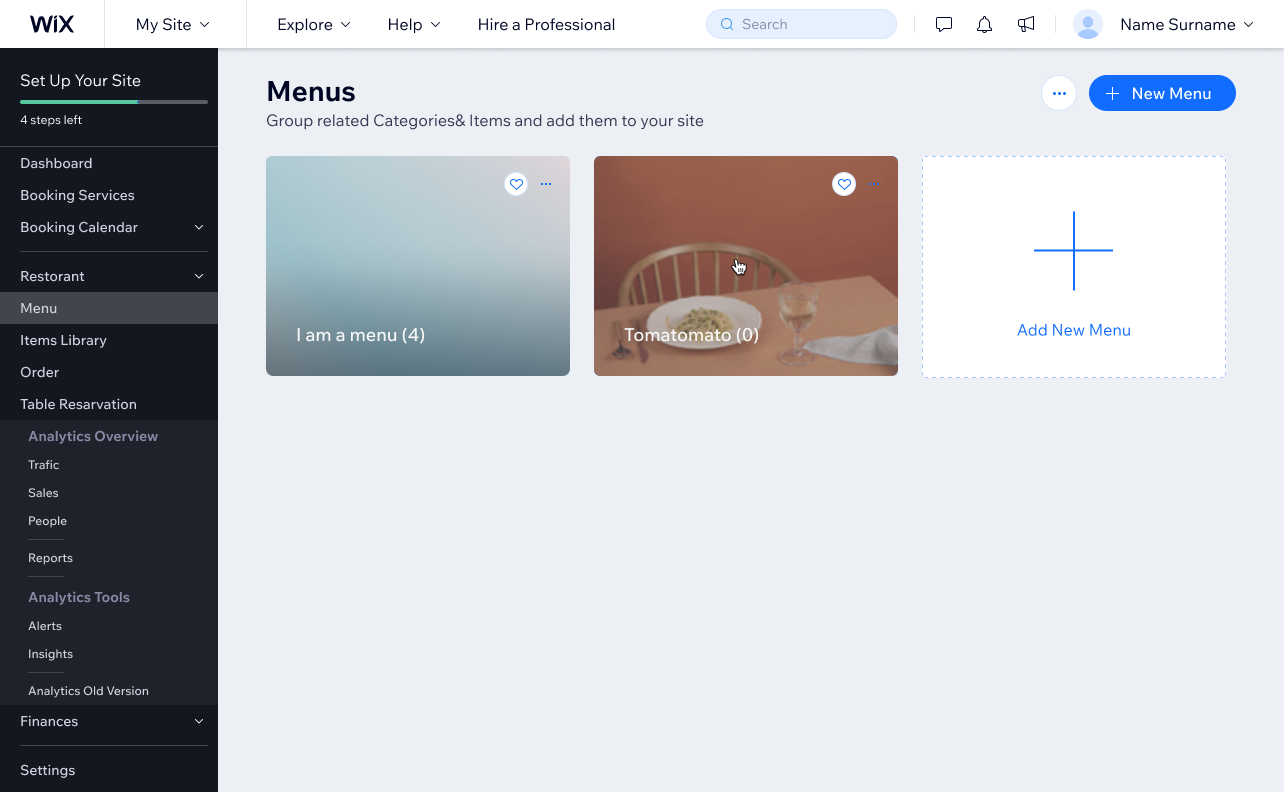 WiX
My Site
Explore
Help
Hire a Professional
Search
Name Surname
Set Up Your Site
4 steps left
Dashboard
Booking Services
Booking Calendar
Restorant
Menu
Items Library
Order
Table Resarvation
Analytics Overview
Trafic
Sales
People
Reports
Analytics Tools
Alerts
Insights
Analytics Old Version
Finances
Settings
Menus
Group related Categories& Items and add them to your site
New Menu
I am a menu (4)
Tomatomato (0)
Add New Menu